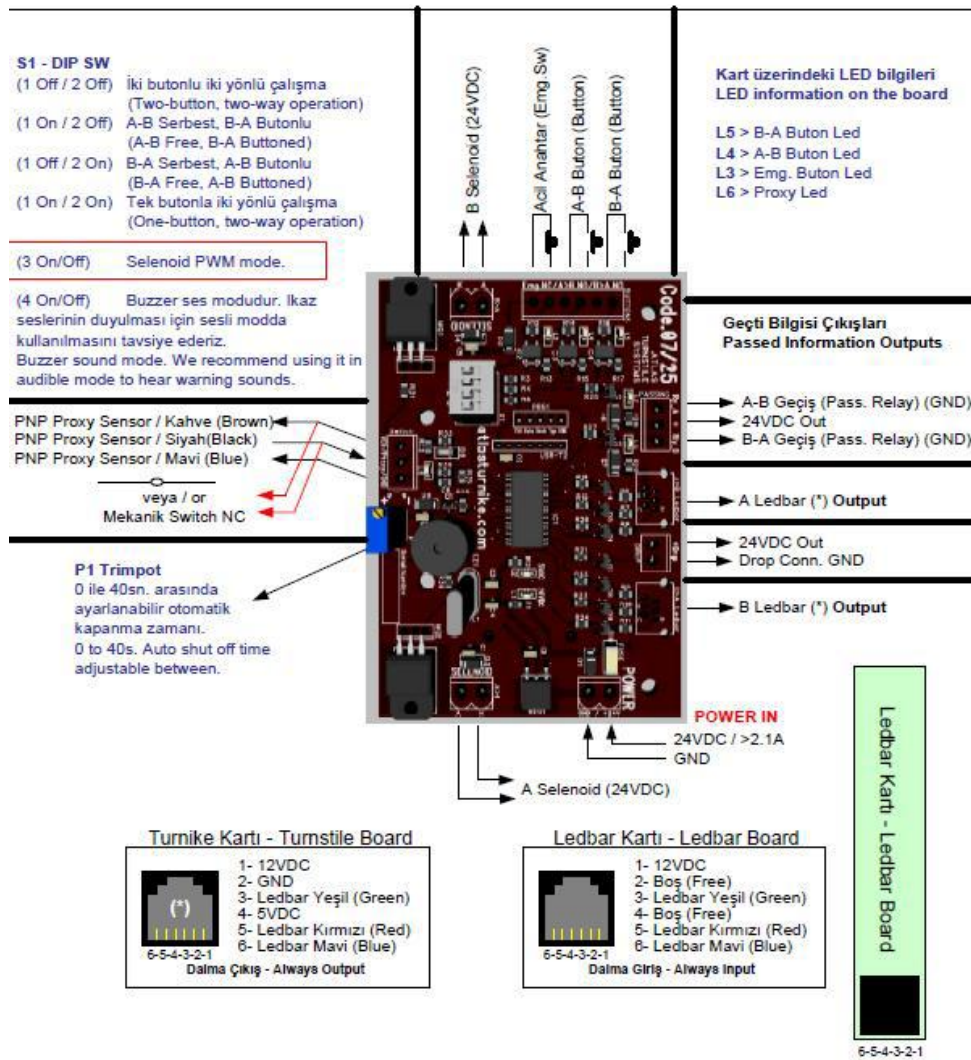 S1 - DIP SW
(1 Off / 2 Off) İki butonlu iki yönlü çalışma
(Two-button, two-way operation)
(1 On / 2 Off) A-B Serbest, B-A Butonlu
(A-B Free, B-A Buttoned)
(1 Off / 2 On) B-A Serbest, A-B Butonlu
(B-A Free, A-B Buttoned)
(1 On / 2 On) Tek butonla iki yönlü çalışma
(One-button, two-way operation)
(3 On/Off) Selenoid PWM mode.
(4 On/Off) Buzzer ses modudur. Ikaz
seslerinin duyulması için sesli modda
kullanılmasını tavsiye ederiz.
Buzzer sound mode. We recommend using it in
audible mode to hear warning sounds.
B Selenoid (24VDC)
Acil Anahtar (Emg.Sw)
A-B Buton (Button)
B-A Buton (Button)
Kart üzerindeki LED bilgileri
LED information on the board
L5 > B-A Buton Led
L4 > A-B Buton Led
L3 > Emg. Buton Led
L6 > Proxy Led
Geçti Bilgisi Çıkışları
Passed Information Outputs
A-B Geçiş (Pass. Relay) (GND)
24VDC Out
B-A Geçiş (Pass. Relay) (GND)
A Ledbar (*) Output
24VDC Out
Drop Conn. GND
B Ledbar (*) Output
PNP Proxy Sensor / Kahve (Brown)
PNP Proxy Sensor / Siyah(Black)
PNP Proxy Sensor / Mavi (Blue)
veya / or
Mekanik Switch NC
P1 Trimpot
0 ile 40sn. arasında
ayarlanabilir otomatik
kapanma zamanı.
0 to 40s. Auto shut off time
adjustable between.
Code.07/25
ATLAS
TURNSTILE
SYSTEMS
PASSING
atlasturnike.com
POWER
POWER IN
24VDC / >2.1A
GND
A Selenoid (24VDC)
Turnike Kartı - Turnstile Board
(*)
6-5-4-3-2-1
1- 12VDC
2- GND
3- Ledbar Yeşil (Green)
4- 5VDC
5- Ledbar Kırmızı (Red)
6- Ledbar Mavi (Blue)
Daima Çıkış - Always Output
Ledbar Kartı - Ledbar Board
6-5-4-3-2-1
1- 12VDC
2- Boş (Free)
3- Ledbar Yeşil (Green)
4- Boş (Free)
5- Ledbar Kırmızı (Red)
6- Ledbar Mavi (Blue)
Daima Giriş - Always Input
Ledbar Kartı - Ledbar Board
6-5-4-3-2-1